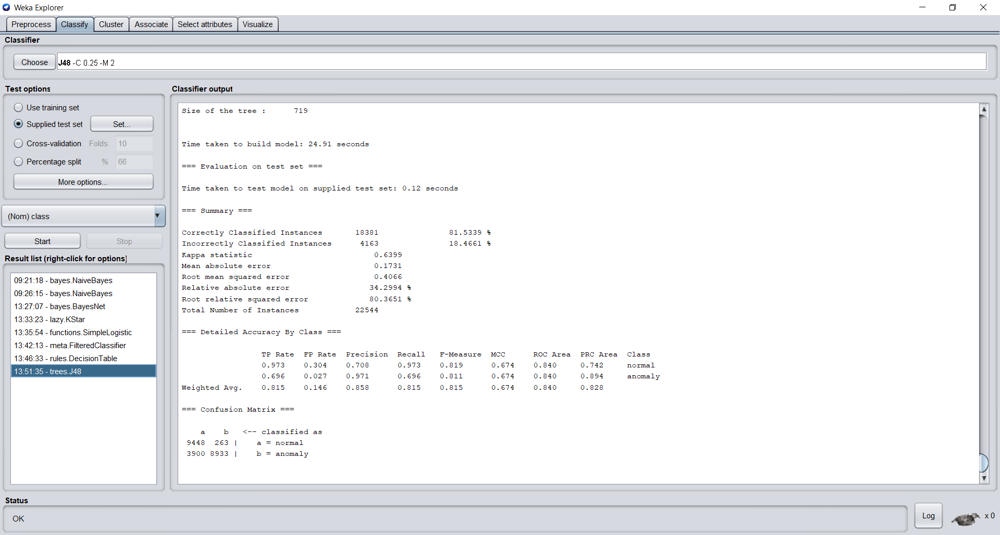 Weka Explorer
Preprocess Classify Cluster Associate Select attributes Visualize
Classifier
Choose J48 -C 0.25 -M 2
Test options
Use training set
Supplied test set Set...
Cross-validation Folds 10
Percentage split % 66
More options...
(Nom) class
Start Stop
Result list (right-click for options)
09:21:18 - bayes.NaiveBayes
09:26:15 - bayes.NaiveBayes
13:27:07 - bayes.BayesNet
13:33:23 - lazy.KStar
13:35:54 - functions.SimpleLogistic
13:42:13 - meta.FilteredClassifier
13:46:33 - rules.DecisionTable
13:51:35 - trees.J48
Classifier output
Size of the tree : 719
Time taken to build model: 24.91 seconds
=== Evaluation on test set ===
Time taken to test model on supplied test set: 0.12 seconds
=== Summary ===
Correctly Classified Instances 18381 81.5339 %
Incorrectly Classified Instances 4163 18.4661 %
Kappa statistic 0.6399
Mean absolute error 0.1731
Root mean squared error 0.4066
Relative absolute error 34.2994 %
Root relative squared error 80.3651 %
Total Number of Instances 22544
=== Detailed Accuracy By Class ===
TP Rate FP Rate Precision Recall F-Measure MCC ROC Area PRC Area Class
0.973 0.304 0.708 0.973 0.819 0.674 0.840 0.742 normal
0.696 0.027 0.971 0.696 0.811 0.674 0.840 0.894 anomaly
Weighted Avg. 0.815 0.146 0.858 0.815 0.815 0.674 0.840 0.828
=== Confusion Matrix ===
a b <-- classified as
9448 263 | a = normal
3900 8933 | b = anomaly
Status
OK
Log x 0